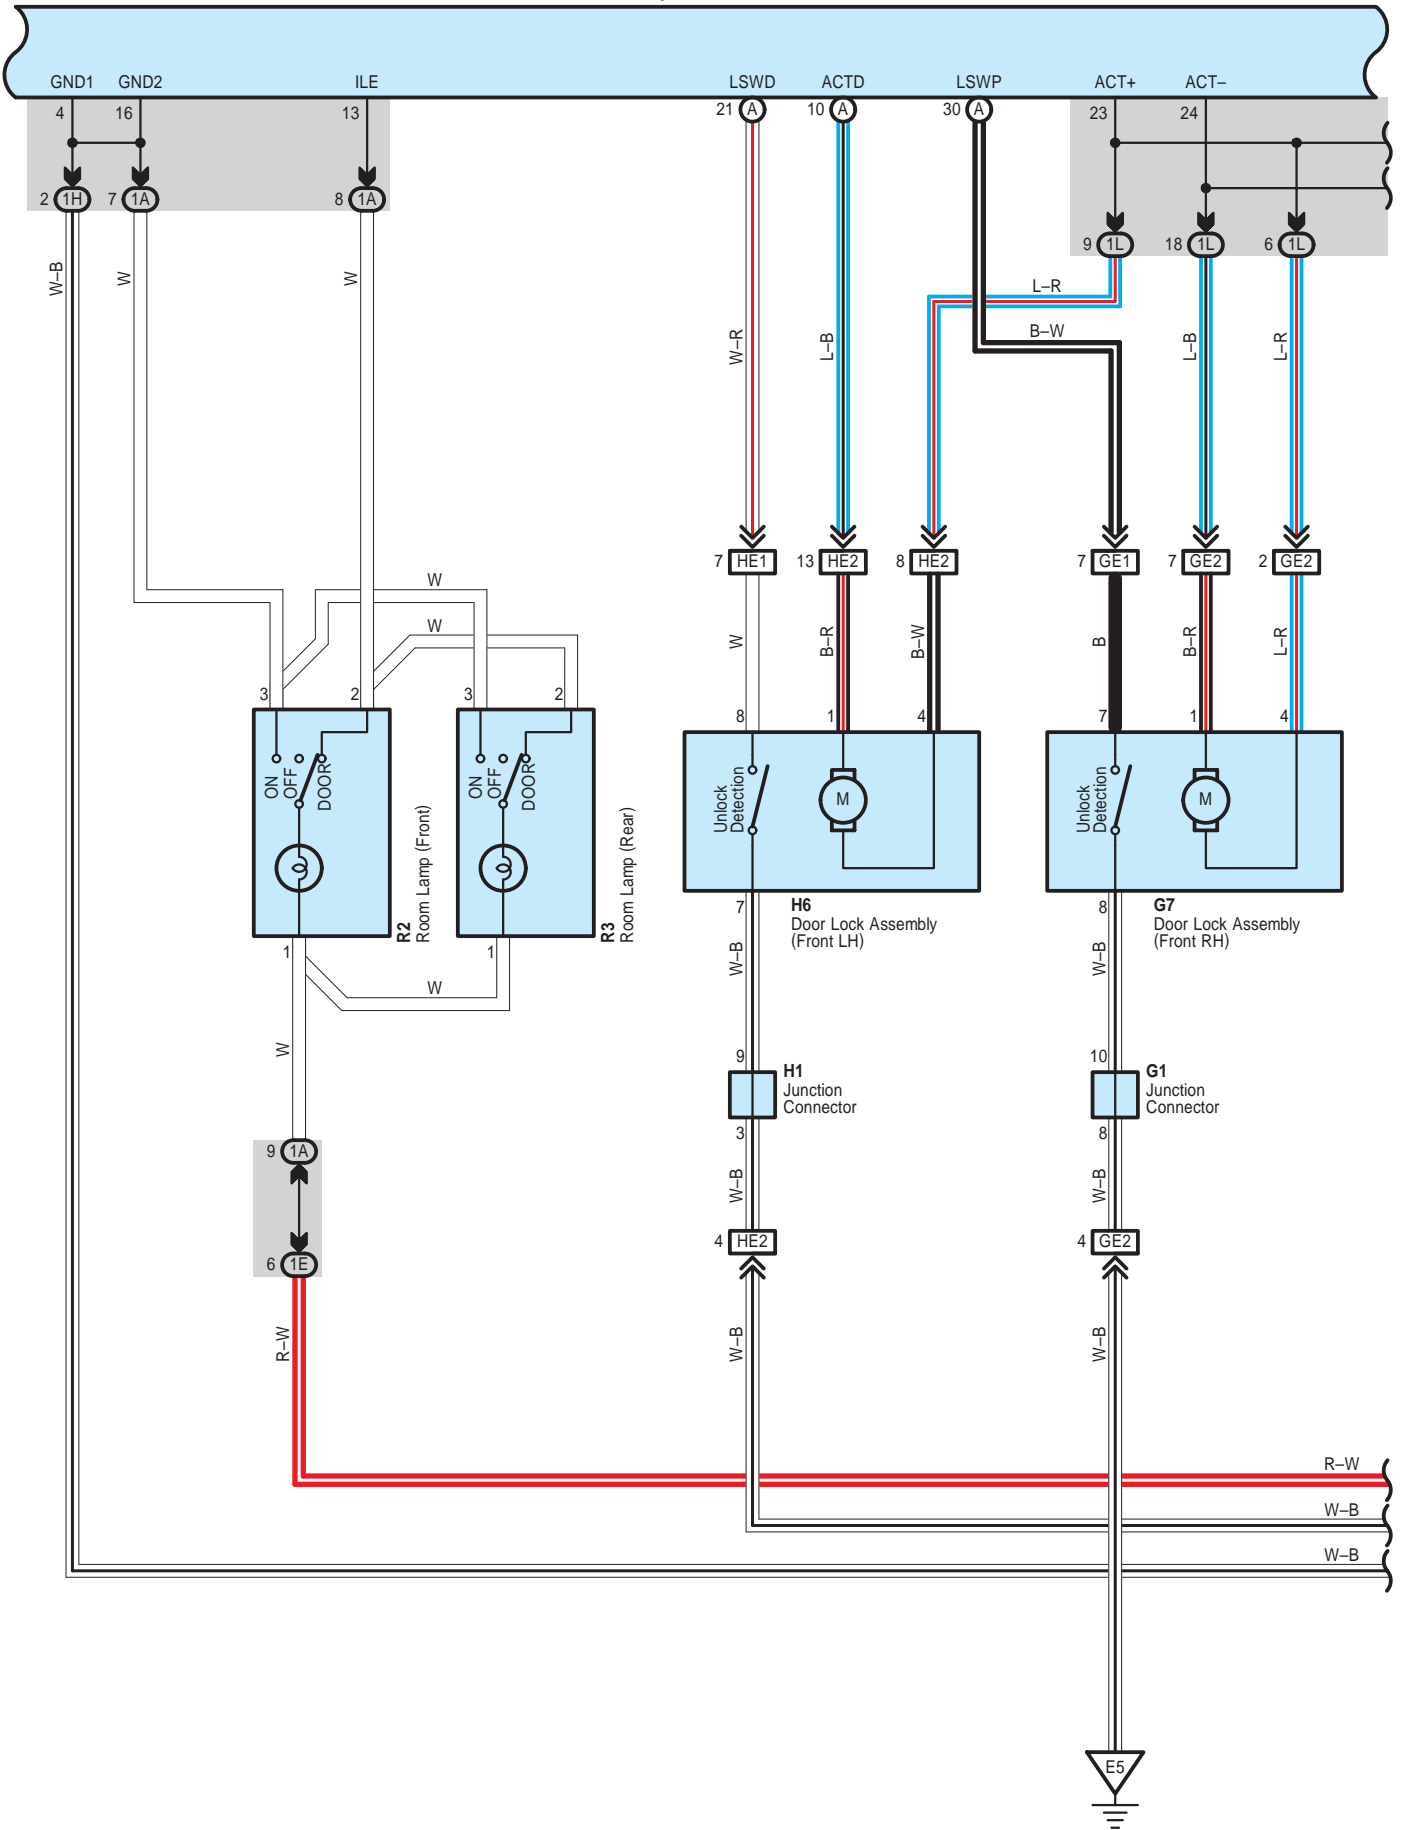 GND1 GND2 ILE LSWD ACTD LSWP ACT+ ACT–
4 16 13 21 A 10 A 30 A 23 24
2 1H 7 1A 8 1A 9 1L 18 1L 6 1L
W–B W W W–R L–B L–R B–W L–B L–R
7 HE1 13 HE2 8 HE2 7 GE1 7 GE2 2 GE2
W
W
W B–R B–W B B–R L–R
3 2 3 2 8 1 4 7 1 4
ON
OFF
DOOR
ON
OFF
DOOR
Unlock
Detection
M
Unlock
Detection
M
R2
Room Lamp (Front)
R3
Room Lamp (Rear)
7
H6
Door Lock Assembly
(Front LH)
8
G7
Door Lock Assembly
(Front RH)
1 1 W–B W–B
W
W
9
H1
Junction
Connector
3
10
G1
Junction
Connector
8
9 1A
W–B W–B
4 HE2 4 GE2
6 1E
R–W W–B W–B
R–W
W–B
W–B
E5